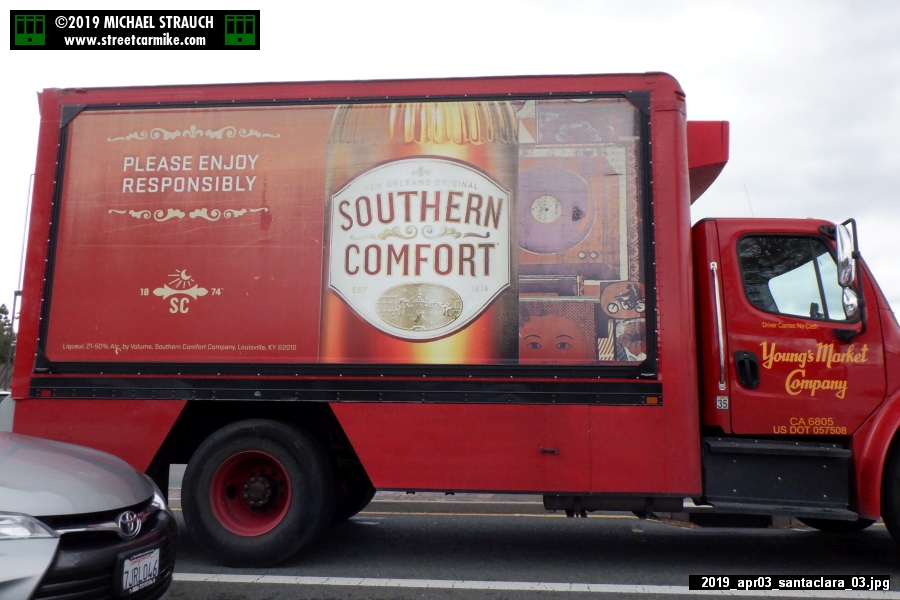 ©2019 MICHAEL STRAUCH
www.streetcarmike.com
PLEASE ENJOY
RESPONSIBLY
18 74
SC
Liqueur, 21-50% Alc. by Volume. Southern Comfort Company, Louisville, KY ©2010
NEW ORLEANS ORIGINAL
SOUTHERN
COMFORT
EST 1874
Driver Carries No Cash
Young's Market
Company
35
CA 6805
US DOT 057508
7JRL046
2019_apr03_santaclara_03.jpg